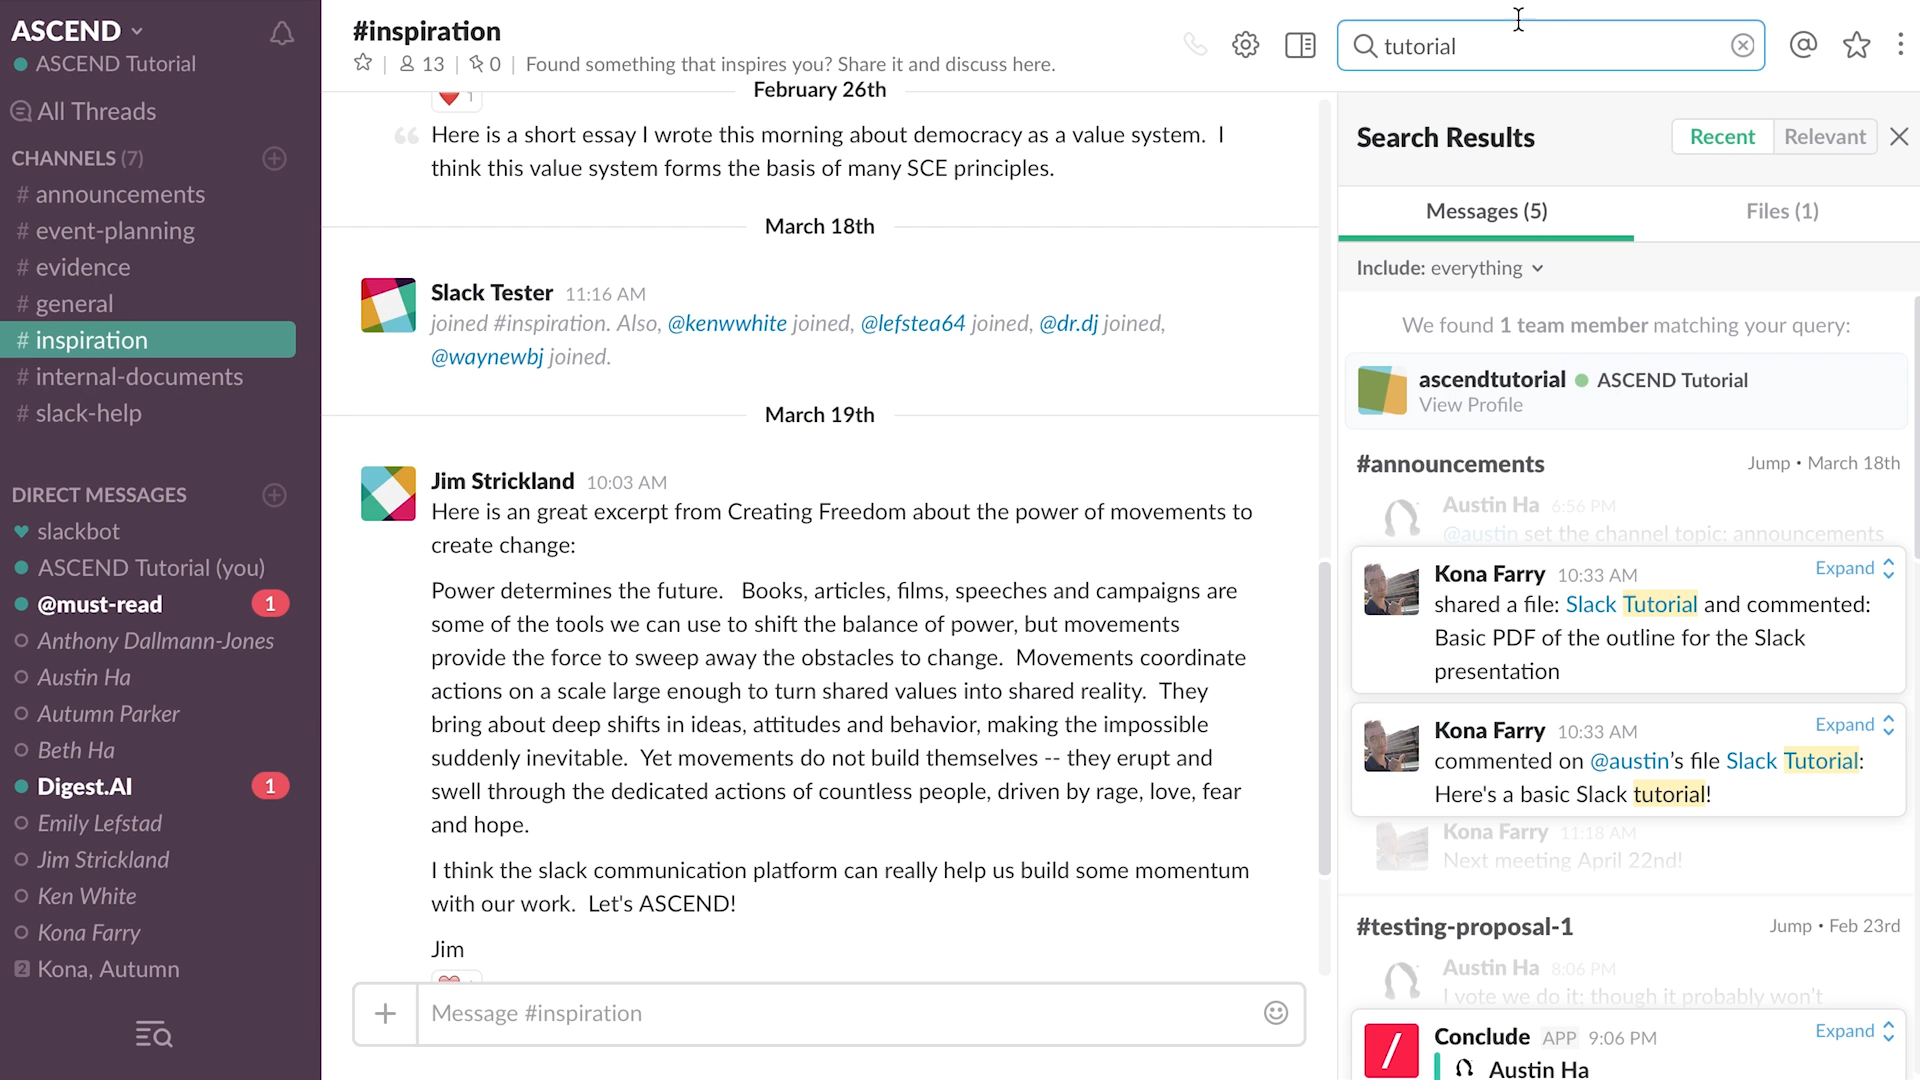 ASCEND
ASCEND Tutorial
All Threads
CHANNELS (7)
# announcements
# event-planning
# evidence
# general
# inspiration
# internal-documents
# slack-help
DIRECT MESSAGES
slackbot
ASCEND Tutorial (you)
@must-read 1
Anthony Dallmann-Jones
Austin Ha
Autumn Parker
Beth Ha
Digest.AI 1
Emily Lefstad
Jim Strickland
Ken White
Kona Farry
2 Kona, Autumn
#inspiration
13 | 0 | Found something that inspires you? Share it and discuss here.
February 26th
1
Here is a short essay I wrote this morning about democracy as a value system. I
think this value system forms the basis of many SCE principles.
March 18th
Slack Tester 11:16 AM
joined #inspiration. Also, @kenwwhite joined, @lefstea64 joined, @dr.dj joined,
@waynewbj joined.
March 19th
Jim Strickland 10:03 AM
Here is an great excerpt from Creating Freedom about the power of movements to
create change:
Power determines the future. Books, articles, films, speeches and campaigns are
some of the tools we can use to shift the balance of power, but movements
provide the force to sweep away the obstacles to change. Movements coordinate
actions on a scale large enough to turn shared values into shared reality. They
bring about deep shifts in ideas, attitudes and behavior, making the impossible
suddenly inevitable. Yet movements do not build themselves -- they erupt and
swell through the dedicated actions of countless people, driven by rage, love, fear
and hope.
I think the slack communication platform can really help us build some momentum
with our work. Let's ASCEND!
Jim
Message #inspiration
tutorial
Search Results
Recent Relevant
Messages (5) Files (1)
Include: everything
We found 1 team member matching your query:
ascendtutorial ASCEND Tutorial
View Profile
#announcements Jump • March 18th
Austin Ha 6:56 PM
@austin set the channel topic: announcements
Kona Farry 10:33 AM Expand
shared a file: Slack Tutorial and commented:
Basic PDF of the outline for the Slack
presentation
Kona Farry 10:33 AM Expand
commented on @austin's file Slack Tutorial:
Here's a basic Slack tutorial!
Kona Farry 11:18 AM
Next meeting April 22nd!
#testing-proposal-1 Jump • Feb 23rd
Austin Ha 8:06 PM
I vote we do it; though it probably won't
Conclude APP 9:06 PM Expand
Austin Ha